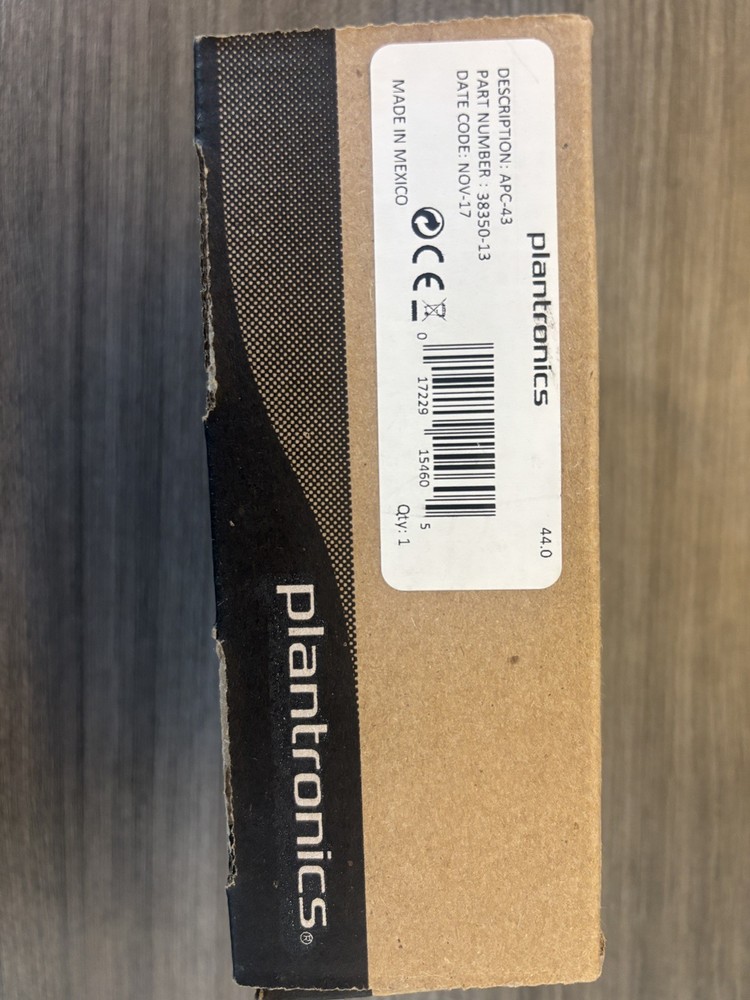 plantronics
44.0
DESCRIPTION: APC-43
PART NUMBER : 38350-13
DATE CODE: NOV-17
MADE IN MEXICO
CE
0 17229 15460 5
Qty: 1
plantronics®